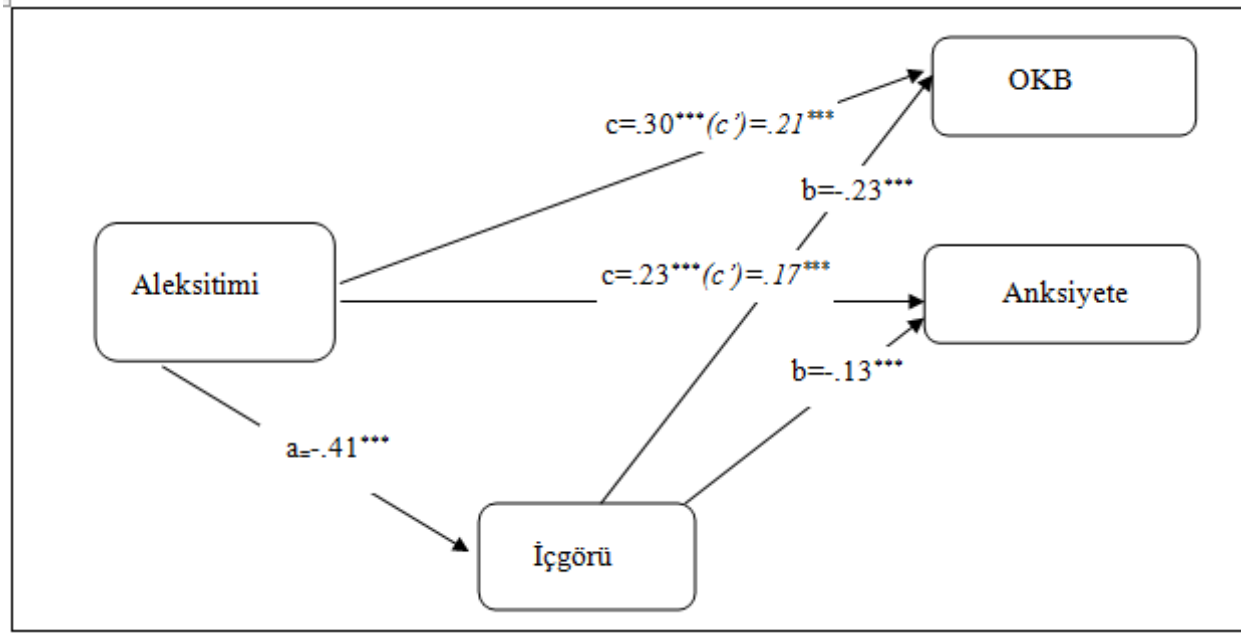 OKB
c=.30***(c’)=.21***
b=-.23***
Aleksitimi
c=.23***(c’)=.17***
Anksiyete
b=-.13***
a=-.41***
İçgörü